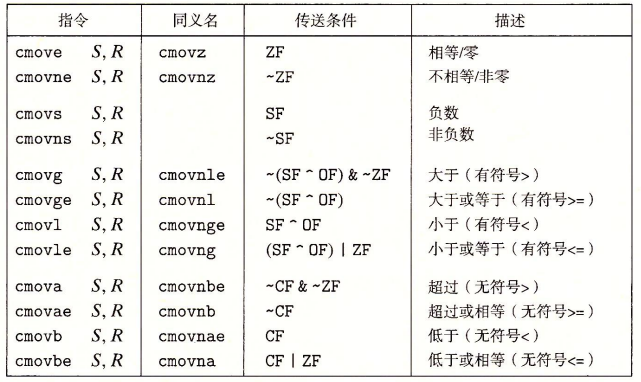 指令 同义名 传送条件 描述
cmove S, R cmovz ZF 相等/零
cmovne S, R cmovnz ~ZF 不相等/非零
cmovs S, R SF 负数
cmovns S, R ~SF 非负数
cmovg S, R cmovnle ~(SF ^ OF) & ~ZF 大于（有符号>）
cmovge S, R cmovnl ~(SF ^ OF) 大于或等于（有符号>=）
cmovl S, R cmovnge SF ^ OF 小于（有符号<）
cmovle S, R cmovng (SF ^ OF) | ZF 小于或等于（有符号<=）
cmova S, R cmovnbe ~CF & ~ZF 超过（无符号>）
cmovae S, R cmovnb ~CF 超过或相等（无符号>=）
cmovb S, R cmovnae CF 低于（无符号<）
cmovbe S, R cmovna CF | ZF 低于或相等（无符号<=）